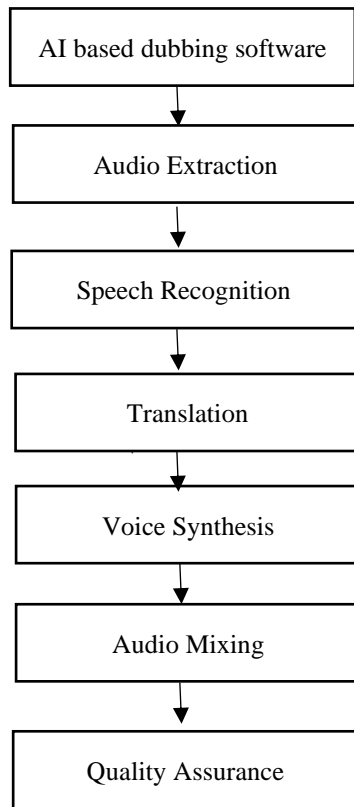 AI based dubbing software
Audio Extraction
Speech Recognition
Translation
Voice Synthesis
Audio Mixing
Quality Assurance